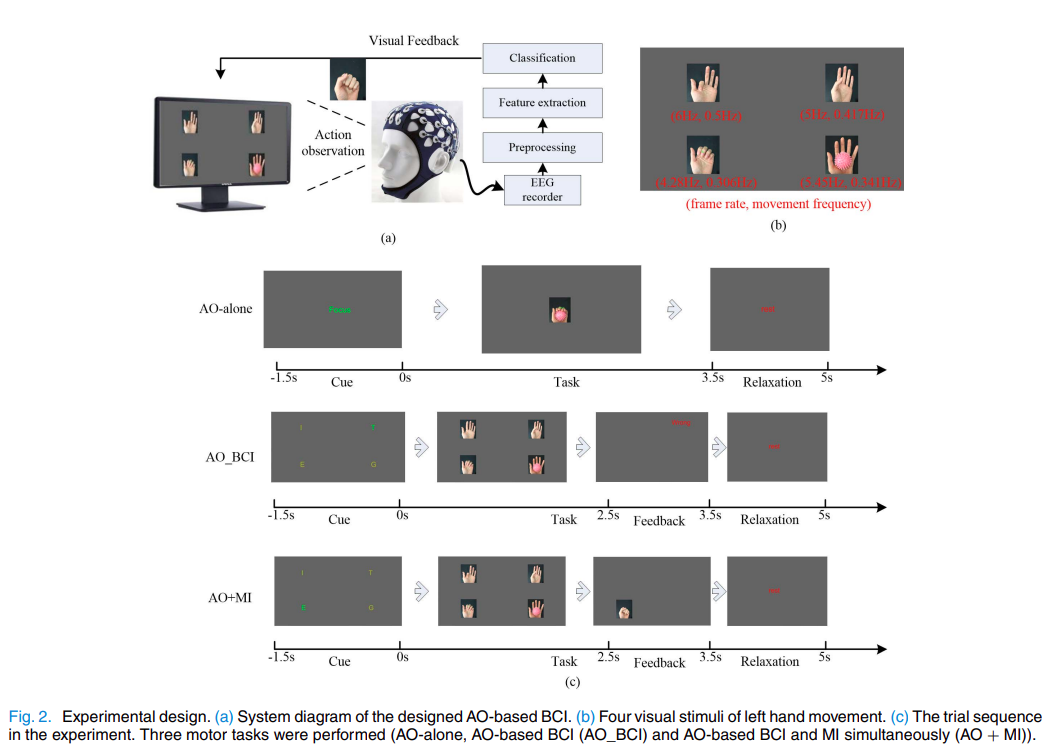 Visual Feedback
Classification
Feature extraction
Preprocessing
EEG
recorder
Action
observation
(a)
(6Hz, 0.5Hz)
(5Hz, 0.417Hz)
(4.28Hz, 0.306Hz)
(5.45Hz, 0.341Hz)
(frame rate, movement frequency)
(b)
AO-alone
-1.5s Cue 0s Task 3.5s Relaxation 5s
AO_BCI
I T
E G
-1.5s Cue 0s Task 2.5s Feedback 3.5s Relaxation 5s
AO+MI
I T
E G
-1.5s Cue 0s Task 2.5s Feedback 3.5s Relaxation 5s
(c)
Fig. 2. Experimental design. (a) System diagram of the designed AO-based BCI. (b) Four visual stimuli of left hand movement. (c) The trial sequence
in the experiment. Three motor tasks were performed (AO-alone, AO-based BCI (AO_BCI) and AO-based BCI and MI simultaneously (AO + MI)).